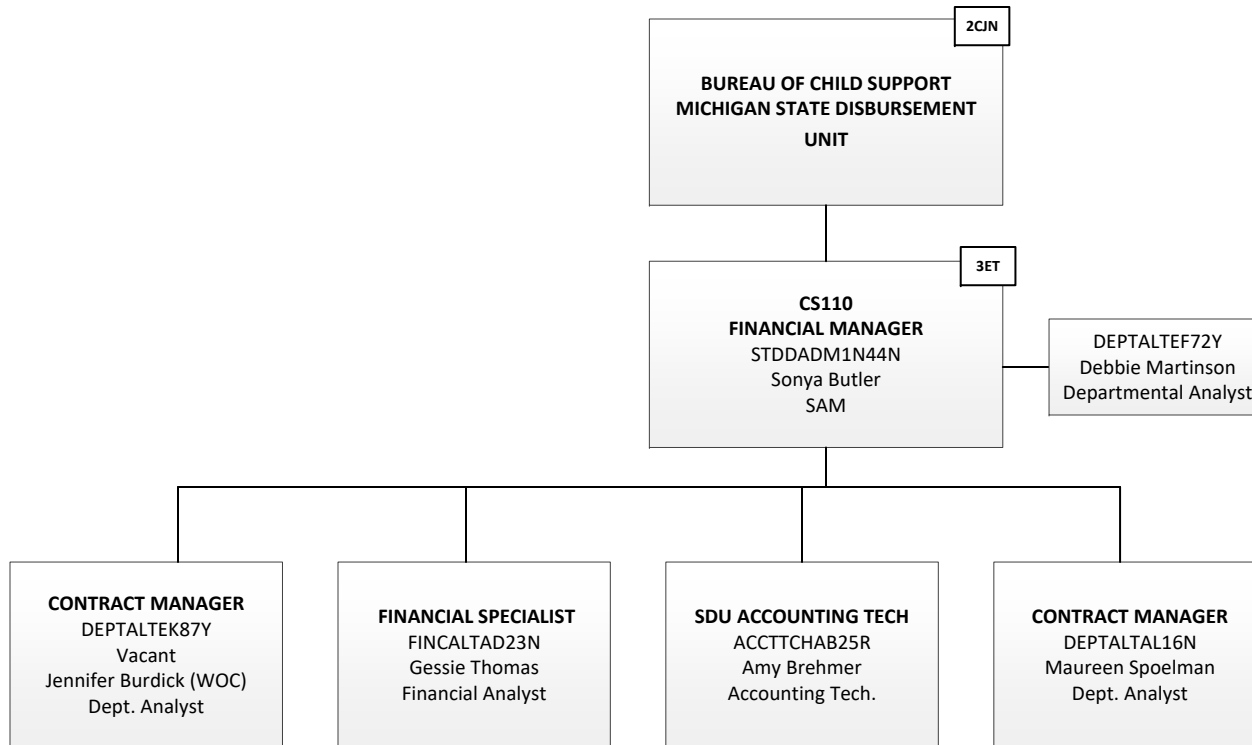 2CJN
BUREAU OF CHILD SUPPORT
MICHIGAN STATE DISBURSEMENT
UNIT
3ET
CS110
FINANCIAL MANAGER
STDDADM1N44N
Sonya Butler
SAM
DEPTALTEF72Y
Debbie Martinson
Departmental Analyst
CONTRACT MANAGER
DEPTALTEK87Y
Vacant
Jennifer Burdick (WOC)
Dept. Analyst
FINANCIAL SPECIALIST
FINCALTAD23N
Gessie Thomas
Financial Analyst
SDU ACCOUNTING TECH
ACCTTCHAB25R
Amy Brehmer
Accounting Tech.
CONTRACT MANAGER
DEPTALTAL16N
Maureen Spoelman
Dept. Analyst